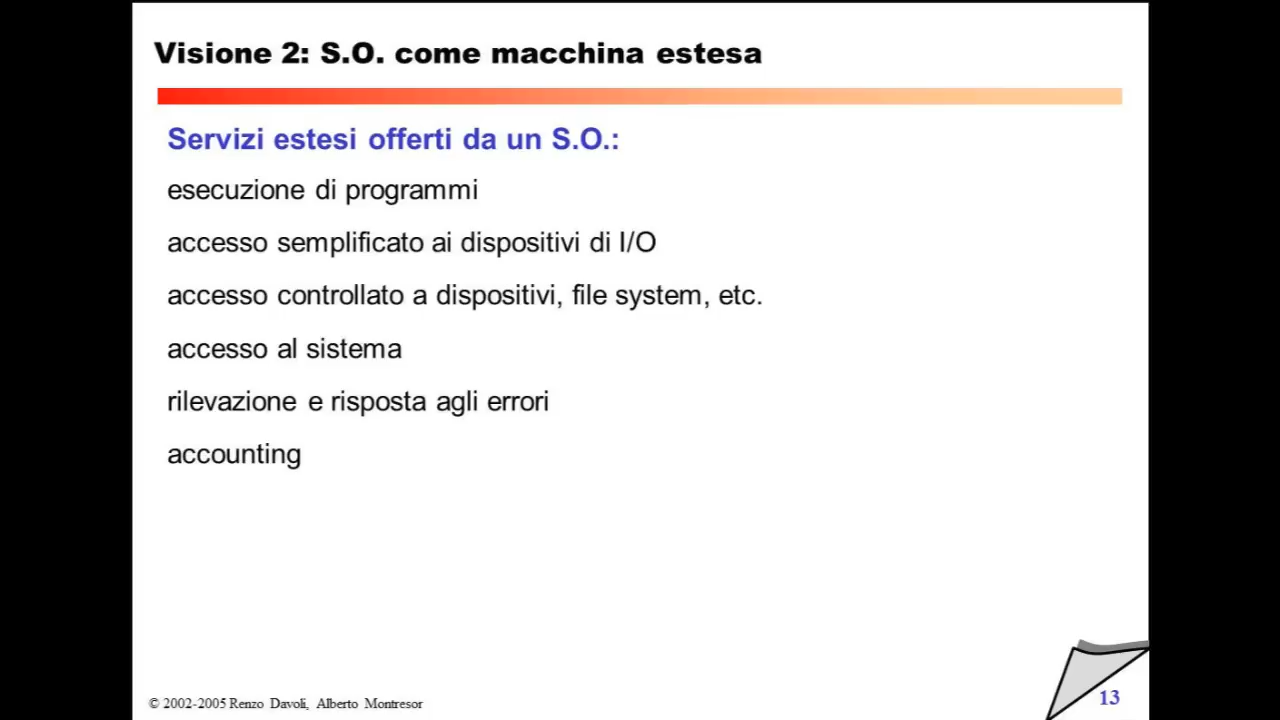 Visione 2: S.O. come macchina estesa
Servizi estesi offerti da un S.O.:
esecuzione di programmi
accesso semplificato ai dispositivi di I/O
accesso controllato a dispositivi, file system, etc.
accesso al sistema
rilevazione e risposta agli errori
accounting
© 2002-2005 Renzo Davoli, Alberto Montresor
13